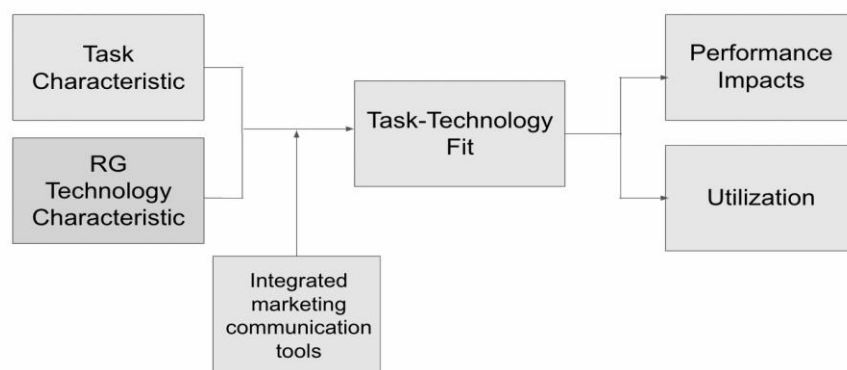 Task
Characteristic
RG
Technology
Characteristic
Integrated
marketing
communication
tools
Task-Technology
Fit
Performance
Impacts
Utilization